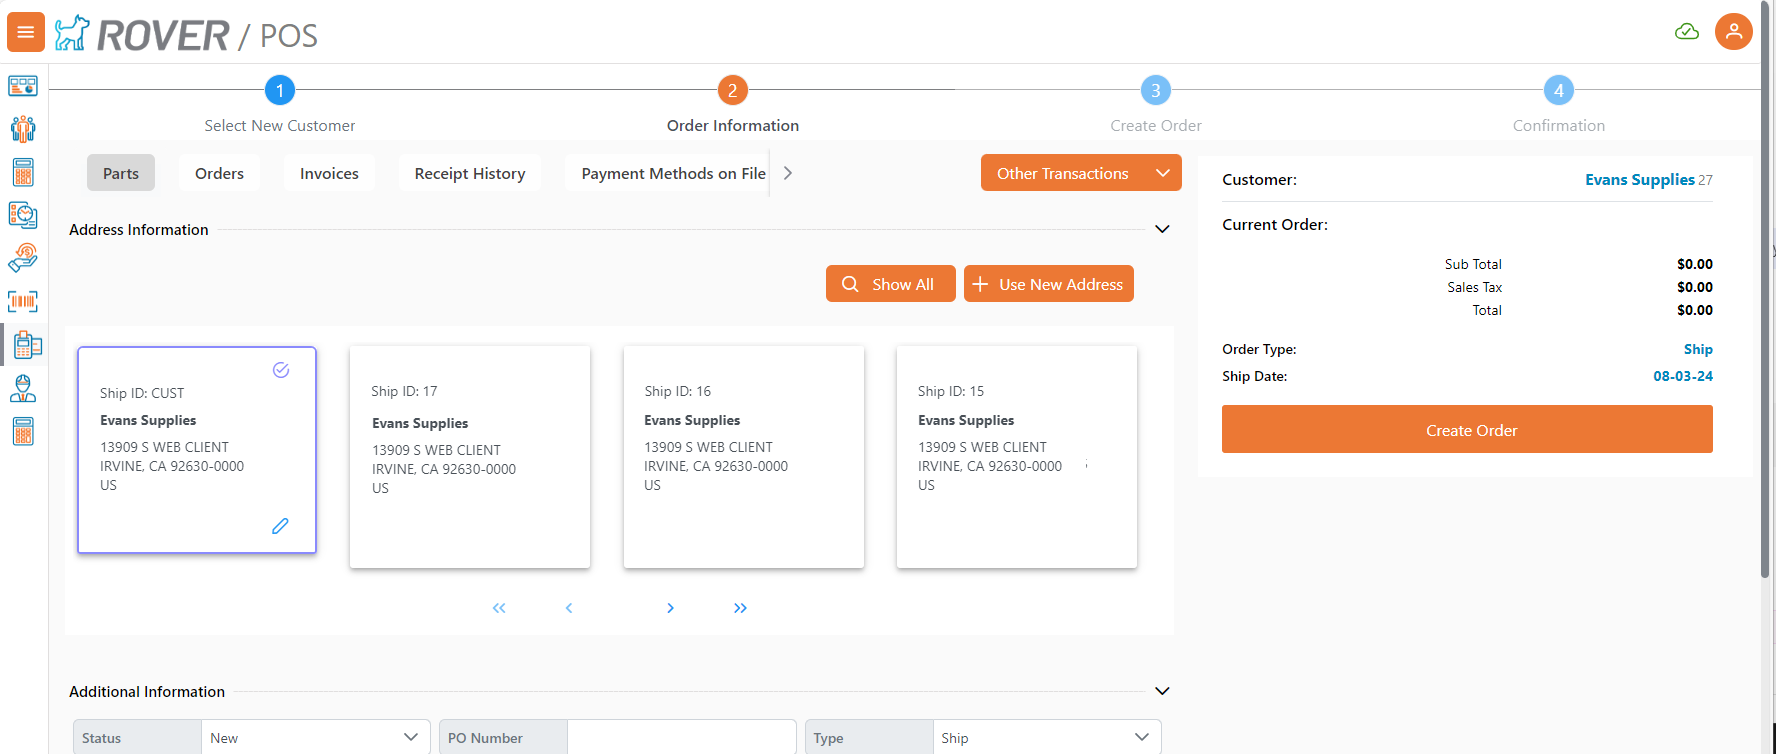 ROVER / POS
1
Select New Customer
2
Order Information
3
Create Order
4
Confirmation
Parts
Orders
Invoices
Receipt History
Payment Methods on File
Other Transactions
Address Information
Show All
Use New Address
Ship ID: CUST
Evans Supplies
13909 S WEB CLIENT
IRVINE, CA 92630-0000
US
Ship ID: 17
Evans Supplies
13909 S WEB CLIENT
IRVINE, CA 92630-0000
US
Ship ID: 16
Evans Supplies
13909 S WEB CLIENT
IRVINE, CA 92630-0000
US
Ship ID: 15
Evans Supplies
13909 S WEB CLIENT
IRVINE, CA 92630-0000
US
Additional Information
Status New
PO Number
Type Ship
Customer: Evans Supplies 27
Current Order:
Sub Total $0.00
Sales Tax $0.00
Total $0.00
Order Type: Ship
Ship Date: 08-03-24
Create Order